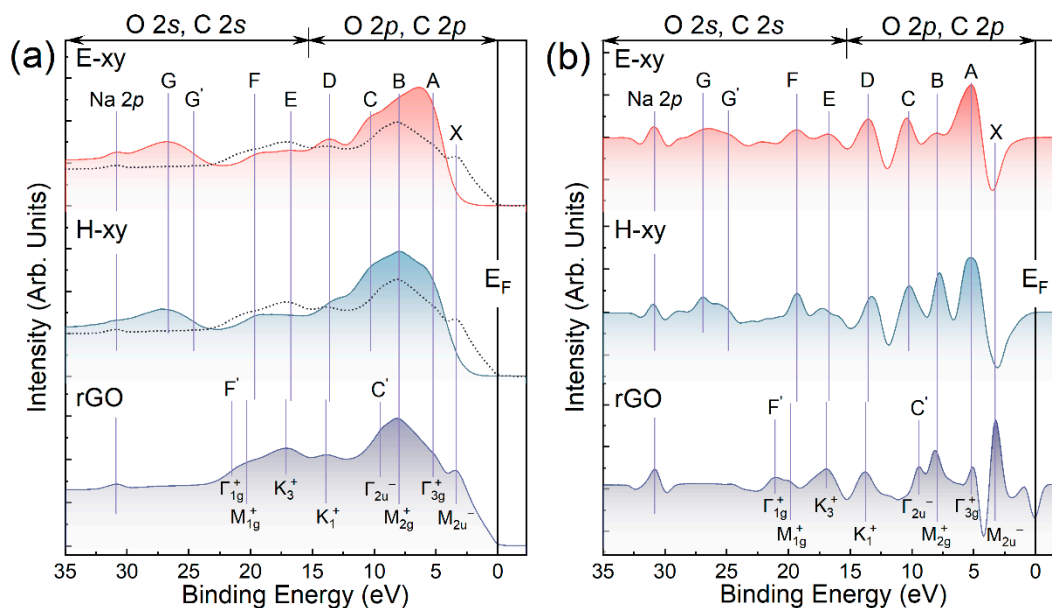 (a)
O 2s, C 2s
O 2p, C 2p
E-xy
Na 2p
G
G'
F
E
D
C
B
A
X
H-xy
E_F
rGO
F'
C'
Γ₁g⁺
M₁g⁺
K₃⁺
K₁⁺
Γ₂u⁻
M₂g⁺
Γ₃g⁺
M₂u⁻
Intensity (Arb. Units)
35 30 25 20 15 10 5 0
Binding Energy (eV)
(b)
O 2s, C 2s
O 2p, C 2p
E-xy
Na 2p
G
G'
F
E
D
C
B
A
X
H-xy
E_F
rGO
F'
C'
Γ₁g⁺
M₁g⁺
K₃⁺
K₁⁺
Γ₂u⁻
M₂g⁺
Γ₃g⁺
M₂u⁻
Intensity (Arb. Units)
35 30 25 20 15 10 5 0
Binding Energy (eV)